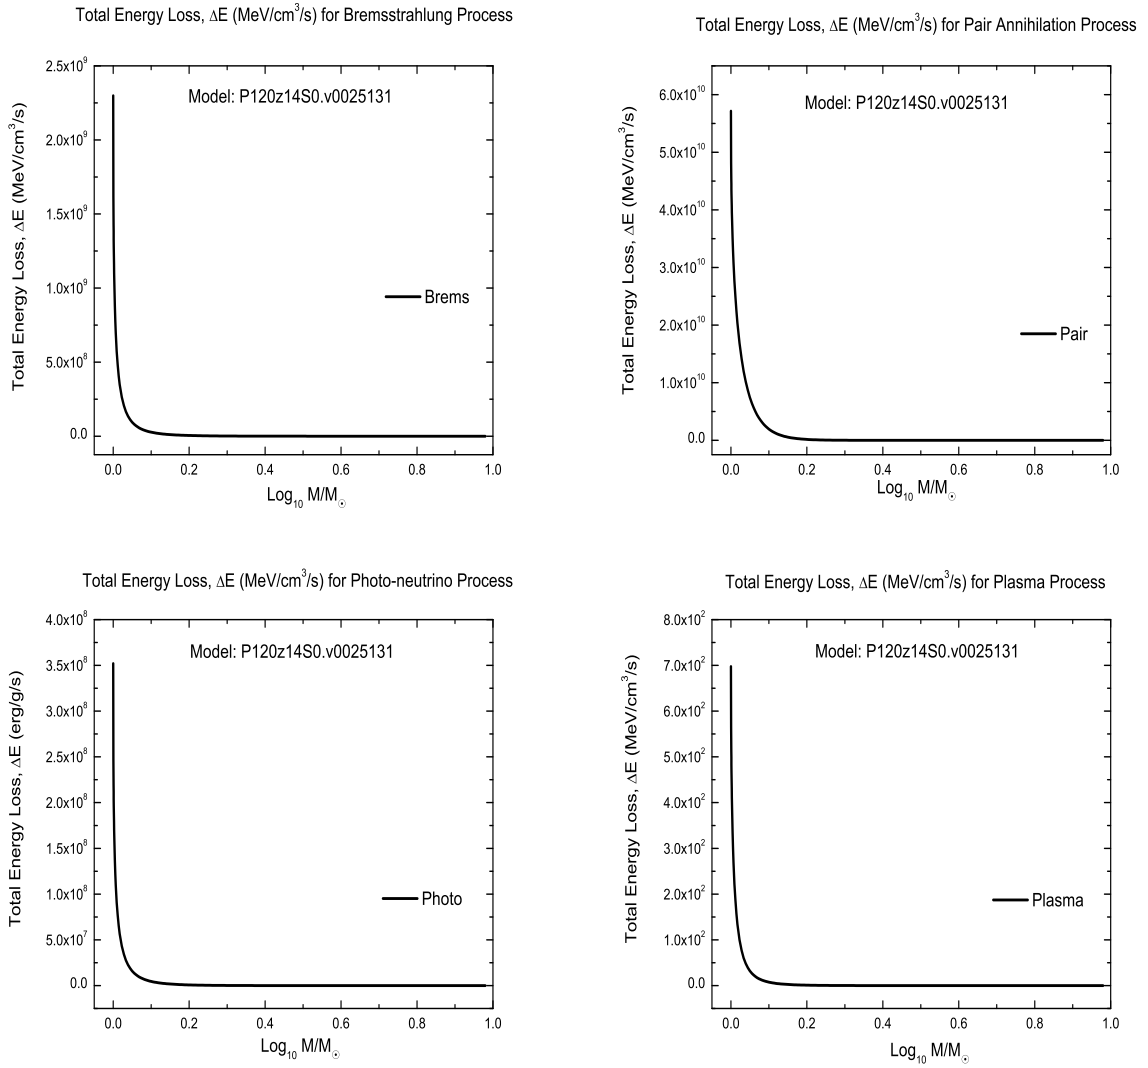 Total Energy Loss, ΔE (MeV/cm³/s) for Bremsstrahlung Process
Total Energy Loss, ΔE (MeV/cm³/s)
2.5x10⁹
2.0x10⁹
1.5x10⁹
1.0x10⁹
5.0x10⁸
0.0
Model: P120z14S0.v0025131
Brems
0.0 0.2 0.4 0.6 0.8 1.0
Log₁₀ M/M☉
Total Energy Loss, ΔE (MeV/cm³/s) for Pair Annihilation Process
Total Energy Loss, ΔE (MeV/cm³/s)
6.0x10¹⁰
5.0x10¹⁰
4.0x10¹⁰
3.0x10¹⁰
2.0x10¹⁰
1.0x10¹⁰
0.0
Model: P120z14S0.v0025131
Pair
0.0 0.2 0.4 0.6 0.8 1.0
Log₁₀ M/M☉
Total Energy Loss, ΔE (MeV/cm³/s) for Photo-neutrino Process
Total Energy Loss, ΔE (erg/g/s)
4.0x10⁸
3.5x10⁸
3.0x10⁸
2.5x10⁸
2.0x10⁸
1.5x10⁸
1.0x10⁸
5.0x10⁷
0.0
Model: P120z14S0.v0025131
Photo
0.0 0.2 0.4 0.6 0.8 1.0
Log₁₀ M/M☉
Total Energy Loss, ΔE (MeV/cm³/s) for Plasma Process
Total Energy Loss, ΔE (MeV/cm³/s)
8.0x10²
7.0x10²
6.0x10²
5.0x10²
4.0x10²
3.0x10²
2.0x10²
1.0x10²
0.0
Model: P120z14S0.v0025131
Plasma
0.0 0.2 0.4 0.6 0.8 1.0
Log₁₀ M/M☉